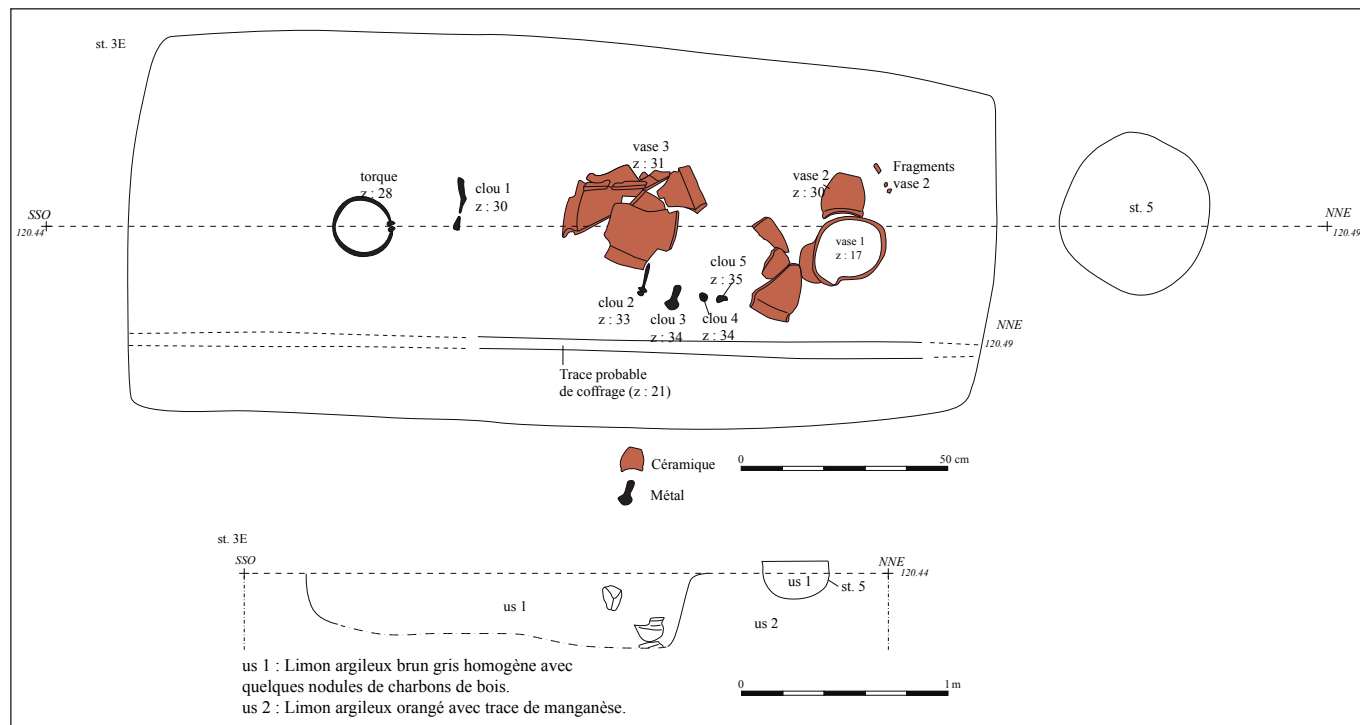 st. 3E
torque
z : 28
clou 1
z : 30
vase 3
z : 31
vase 2
z : 30
Fragments
vase 2
SSO
120.44
vase 1
z : 17
st. 5
NNE
120.49
clou 2
z : 33
clou 3
z : 34
clou 4
z : 34
clou 5
z : 35
NNE
120.49
Trace probable
de coffrage (z : 21)
Céramique
Métal
0
50 cm
st. 3E
SSO
NNE
120.44
us 1
us 1
st. 5
us 2
us 1 : Limon argileux brun gris homogène avec
quelques nodules de charbons de bois.
us 2 : Limon argileux orangé avec trace de manganèse.
0
1 m